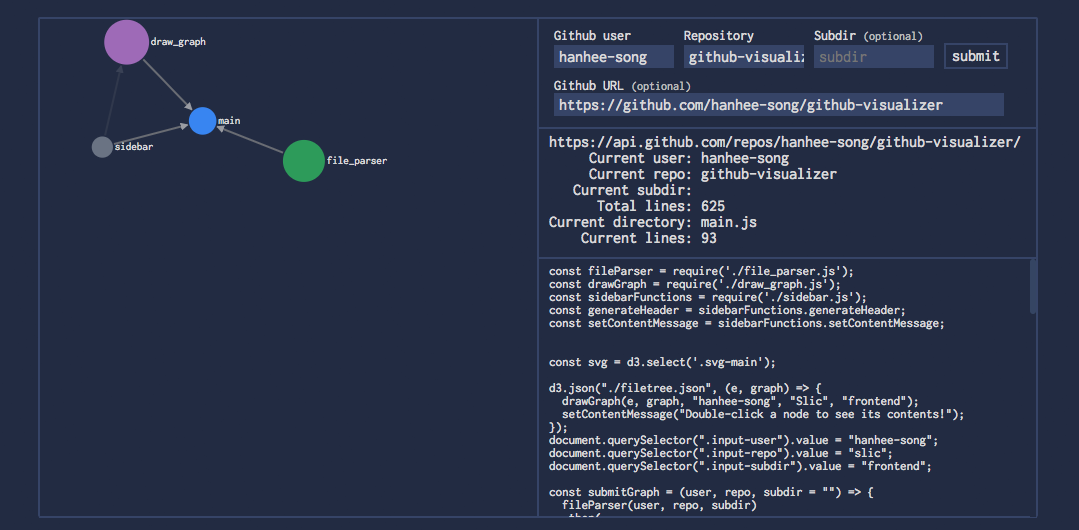 draw_graph
main
sidebar
file_parser
Github user Repository Subdir (optional)
hanhee-song github-visuali subdir submit
Github URL (optional)
https://github.com/hanhee-song/github-visualizer
https://api.github.com/repos/hanhee-song/github-visualizer/
Current user: hanhee-song
Current repo: github-visualizer
Current subdir:
Total lines: 625
Current directory: main.js
Current lines: 93
const fileParser = require('./file_parser.js');
const drawGraph = require('./draw_graph.js');
const sidebarFunctions = require('./sidebar.js');
const generateHeader = sidebarFunctions.generateHeader;
const setContentMessage = sidebarFunctions.setContentMessage;
const svg = d3.select('.svg-main');
d3.json("./filetree.json", (e, graph) => {
  drawGraph(e, graph, "hanhee-song", "Slic", "frontend");
  setContentMessage("Double-click a node to see its contents!");
});
document.querySelector(".input-user").value = "hanhee-song";
document.querySelector(".input-repo").value = "slic";
document.querySelector(".input-subdir").value = "frontend";
const submitGraph = (user, repo, subdir = "") => {
  fileParser(user, repo, subdir)
  .then(